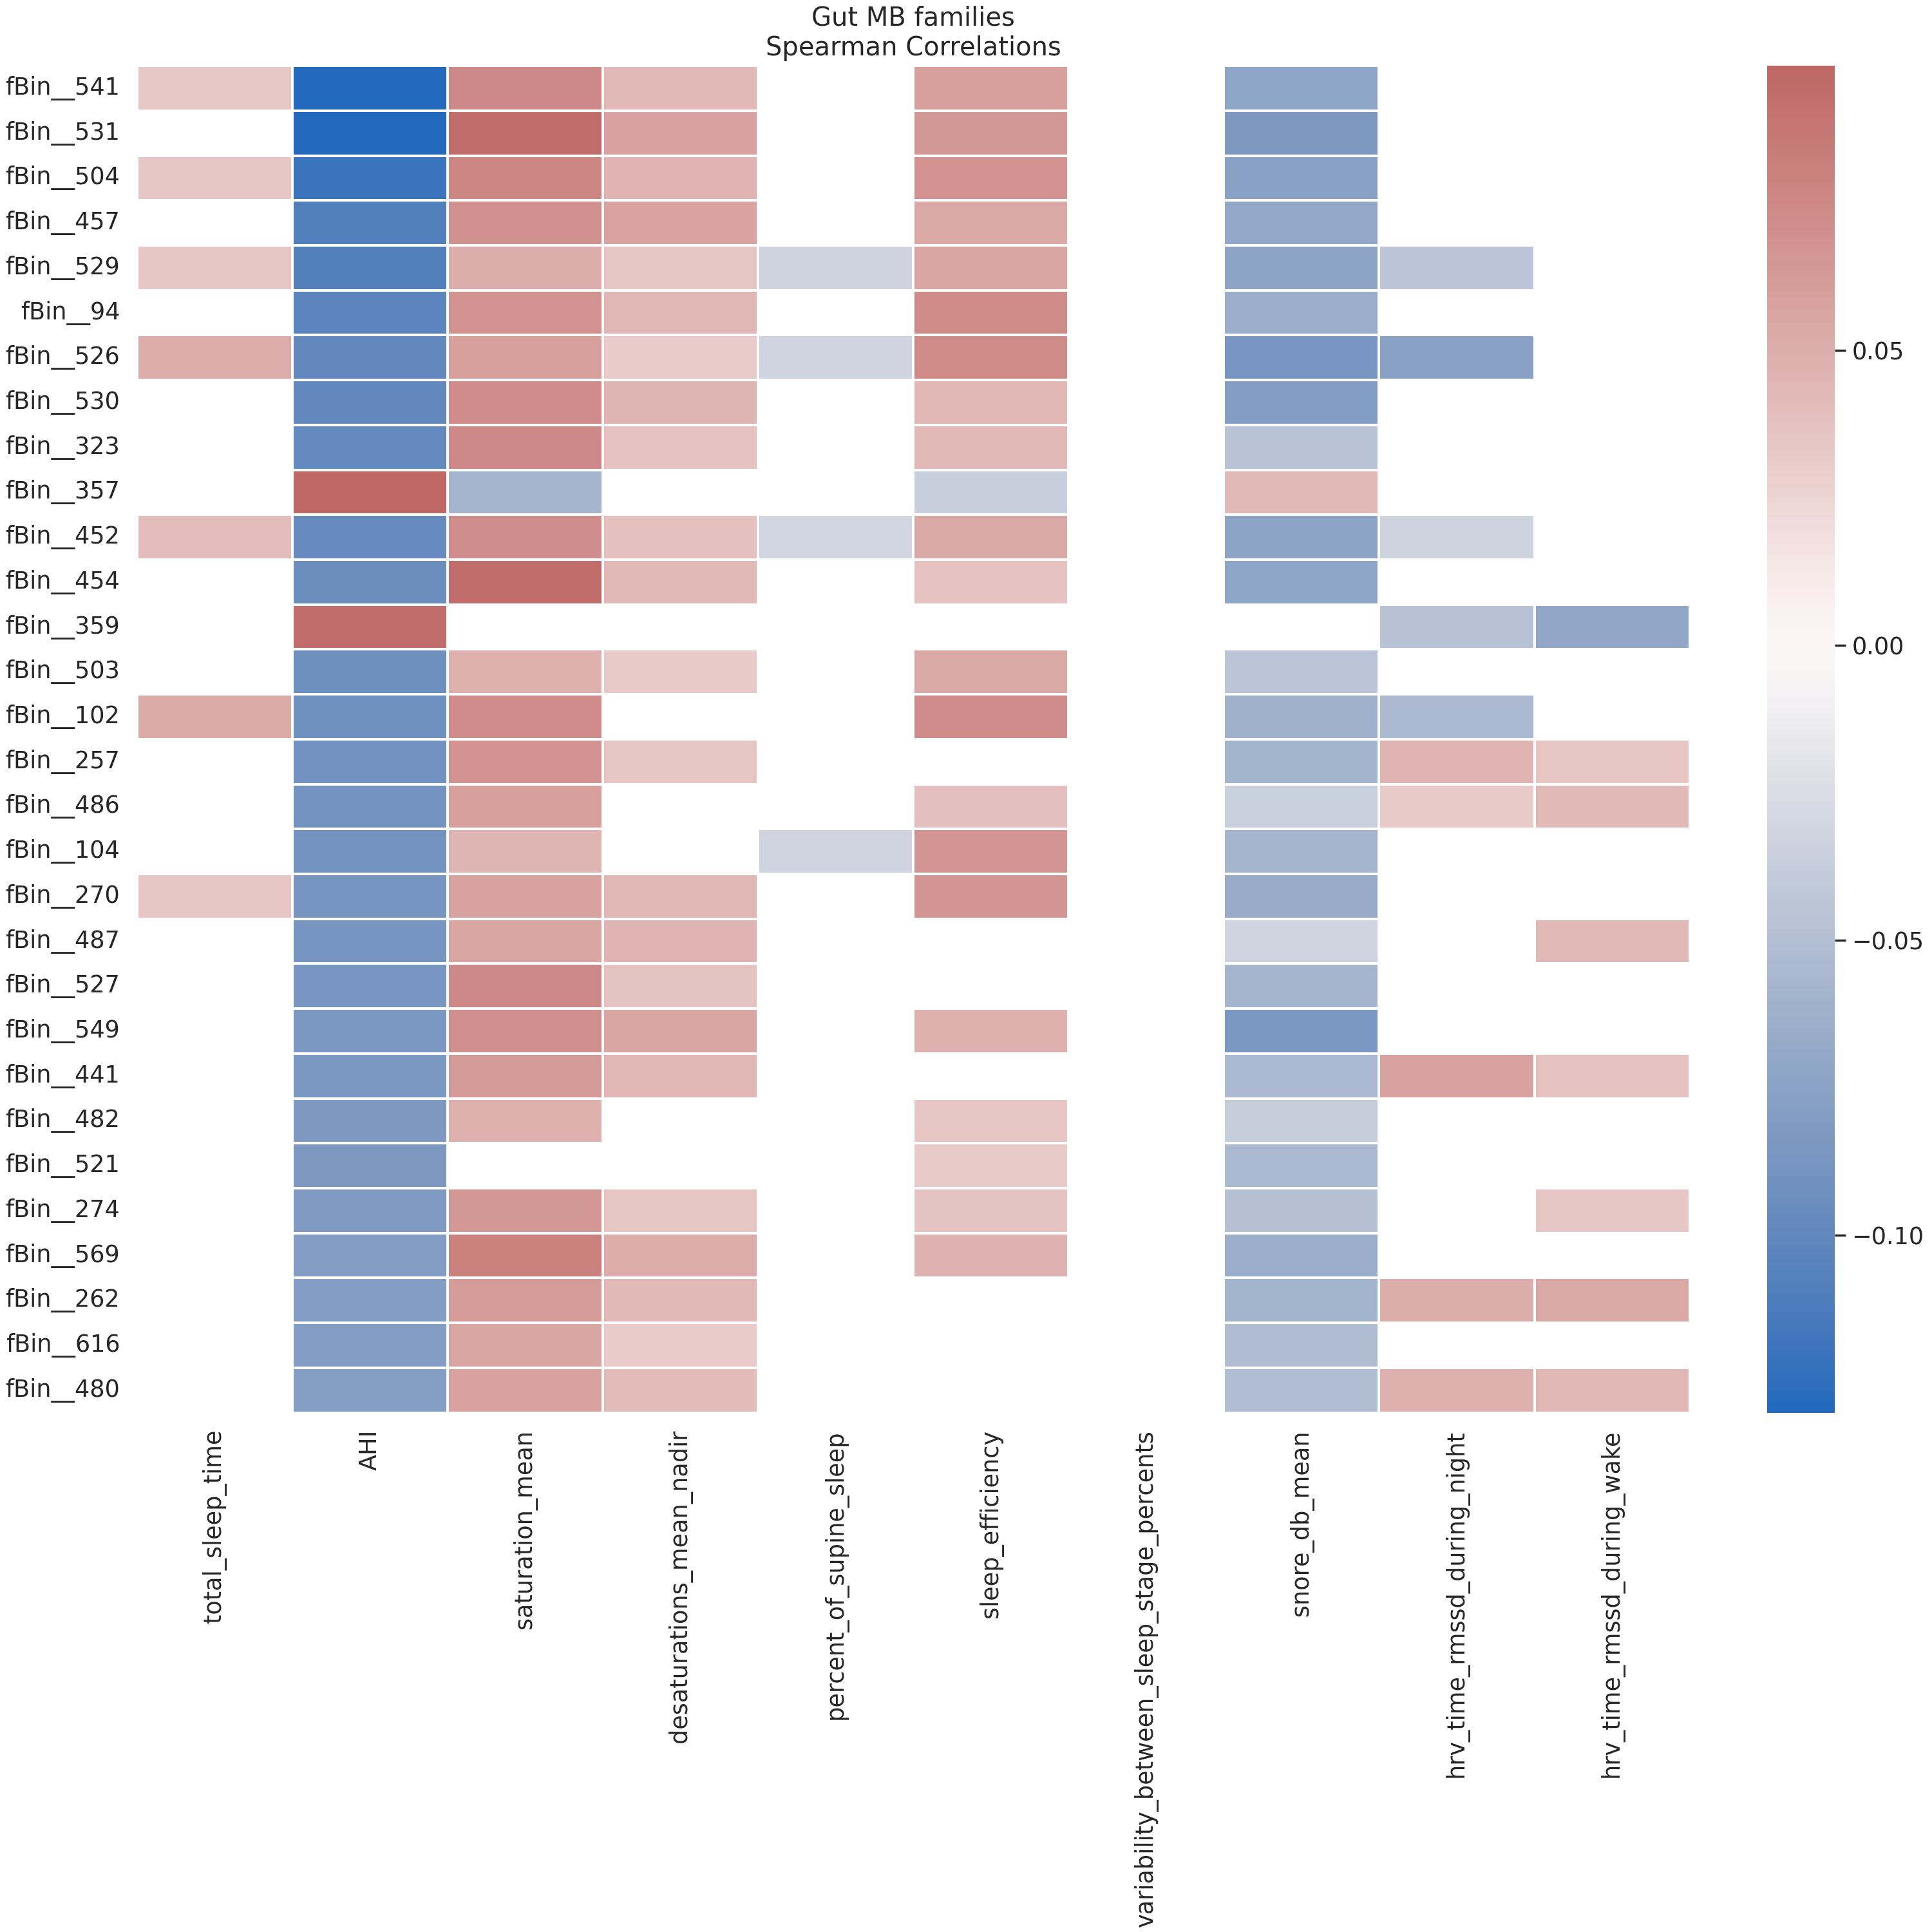 Gut MB families
Spearman Correlations
fBin__541
fBin__531
fBin__504
fBin__457
fBin__529
fBin__94
fBin__526
fBin__530
fBin__323
fBin__357
fBin__452
fBin__454
fBin__359
fBin__503
fBin__102
fBin__257
fBin__486
fBin__104
fBin__270
fBin__487
fBin__527
fBin__549
fBin__441
fBin__482
fBin__521
fBin__274
fBin__569
fBin__262
fBin__616
fBin__480
total_sleep_time
AHI
saturation_mean
desaturations_mean_nadir
percent_of_supine_sleep
sleep_efficiency
variability_between_sleep_stage_percents
snore_db_mean
hrv_time_rmssd_during_night
hrv_time_rmssd_during_wake
0.05
0.00
−0.05
−0.10